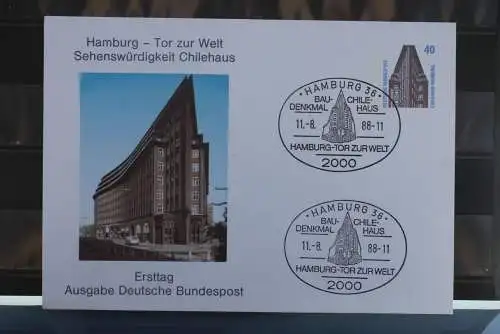 Hamburg – Tor zur Welt
Sehenswürdigkeit Chilehaus
Ersttag
Ausgabe Deutsche Bundespost
40
• HAMBURG 36 •
BAU-
DENKMAL
CHILE-
HAUS
11.-8.
88-11
HAMBURG-TOR ZUR WELT
2000
• HAMBURG 36 •
BAU-
DENKMAL
CHILE-
HAUS
11.-8.
88-11
HAMBURG-TOR ZUR WELT
2000